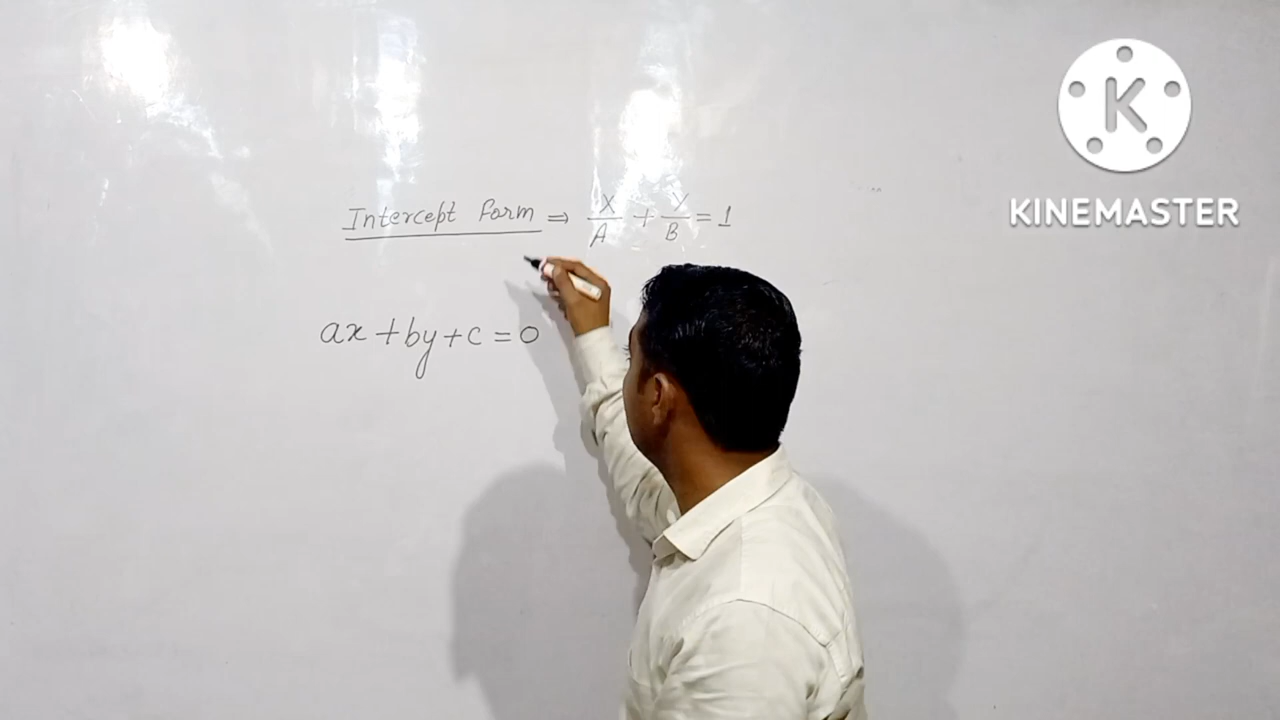 Intercept Form ⇒ X/A + Y/B = 1
ax + by + c = 0
K
KINEMASTER